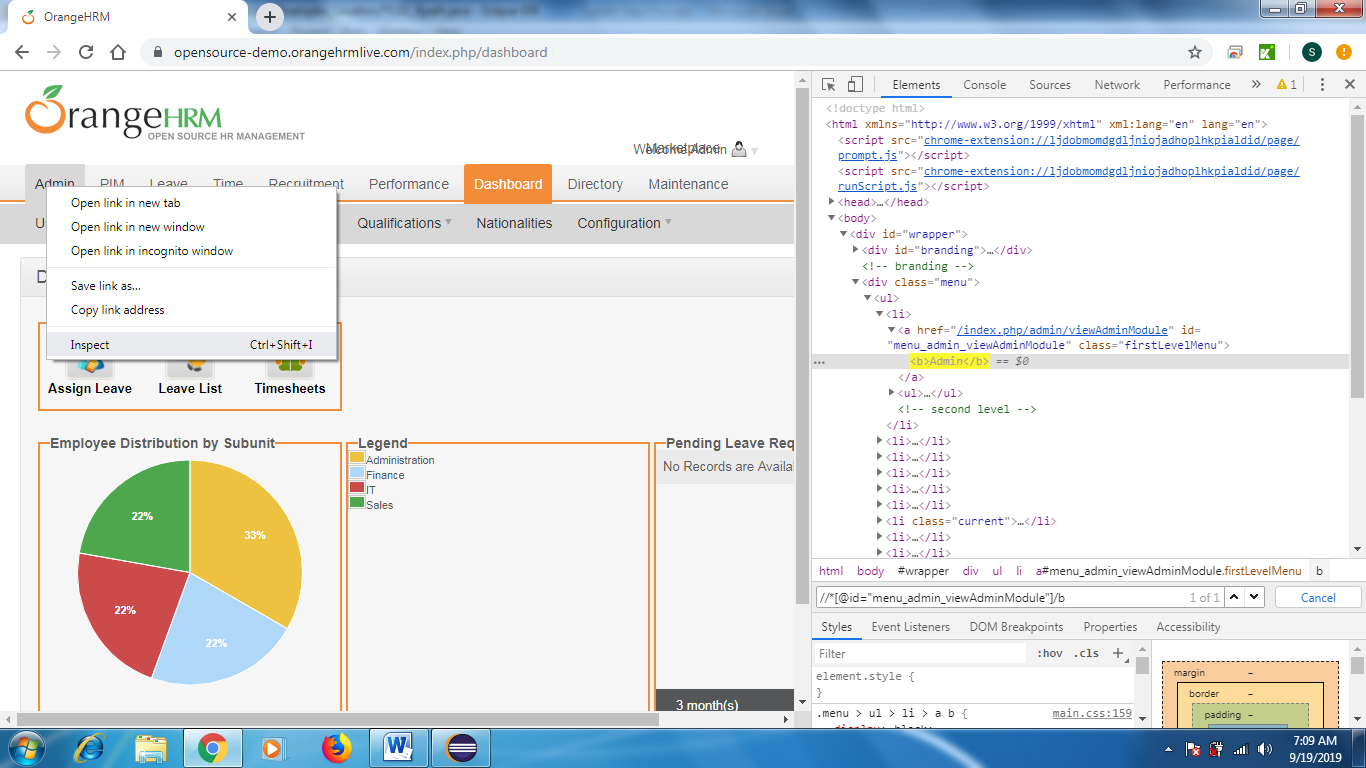 OrangeHRM
opensource-demo.orangehrmlive.com/index.php/dashboard
S
OrangeHRM
OPEN SOURCE HR MANAGEMENT
Welcome Admin
Marketplace
Admin PIM Leave Time Recruitment Performance Dashboard Directory Maintenance
Qualifications Nationalities Configuration
Open link in new tab
Open link in new window
Open link in incognito window
Save link as...
Copy link address
Inspect Ctrl+Shift+I
Assign Leave Leave List Timesheets
Employee Distribution by Subunit
22%
33%
22%
22%
Legend
Administration
Finance
IT
Sales
Pending Leave Req
No Records are Availa
3 month(s)
Elements Console Sources Network Performance » 1
<!doctype html>
<html xmlns="http://www.w3.org/1999/xhtml" xml:lang="en" lang="en">
<script src="chrome-extension://ljdobmomdgdljniojadhoplhkpialdid/page/
prompt.js"></script>
<script src="chrome-extension://ljdobmomdgdljniojadhoplhkpialdid/page/
runScript.js"></script>
<head>…</head>
<body>
<div id="wrapper">
<div id="branding">…</div>
<!-- branding -->
<div class="menu">
<ul>
<li>
<a href="/index.php/admin/viewAdminModule" id=
"menu_admin_viewAdminModule" class="firstLevelMenu">
… <b>Admin</b> == $0
</a>
<ul>…</ul>
<!-- second level -->
</li>
<li>…</li>
<li>…</li>
<li>…</li>
<li>…</li>
<li>…</li>
<li class="current">…</li>
<li>…</li>
<li>…</li>
html body #wrapper div ul li a#menu_admin_viewAdminModule.firstLevelMenu b
//*[@id="menu_admin_viewAdminModule"]/b 1 of 1 Cancel
Styles Event Listeners DOM Breakpoints Properties Accessibility
Filter :hov .cls +
element.style {
}
.menu > ul > li > a b { main.css:159
display: block;
margin –
border –
padding –
7:09 AM
9/19/2019